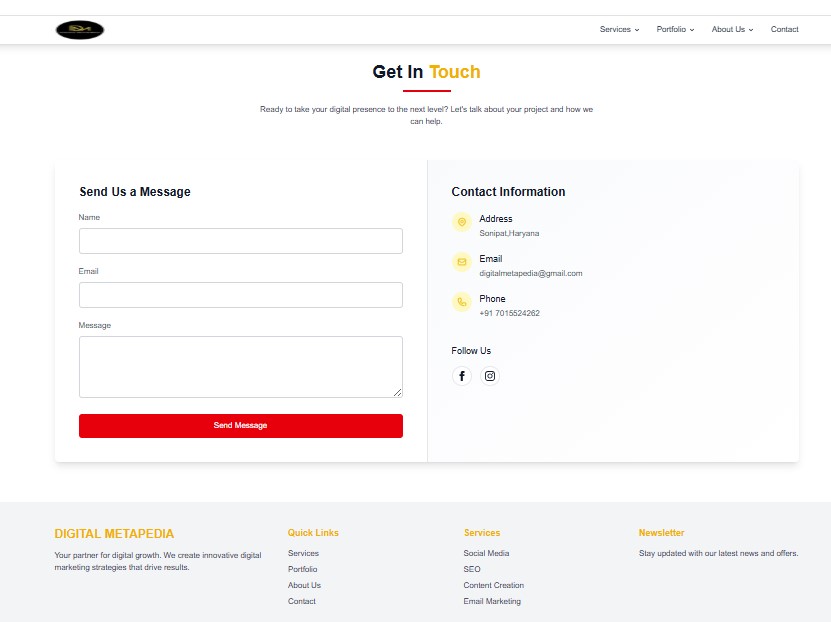 Services
Portfolio
About Us
Contact
Get In Touch
Ready to take your digital presence to the next level? Let's talk about your project and how we
can help.
Send Us a Message
Name
Email
Message
Send Message
Contact Information
Address
Sonipat,Haryana
Email
digitalmetapedia@gmail.com
Phone
+91 7015524262
Follow Us
DIGITAL METAPEDIA
Your partner for digital growth. We create innovative digital
marketing strategies that drive results.
Quick Links
Services
Portfolio
About Us
Contact
Services
Social Media
SEO
Content Creation
Email Marketing
Newsletter
Stay updated with our latest news and offers.